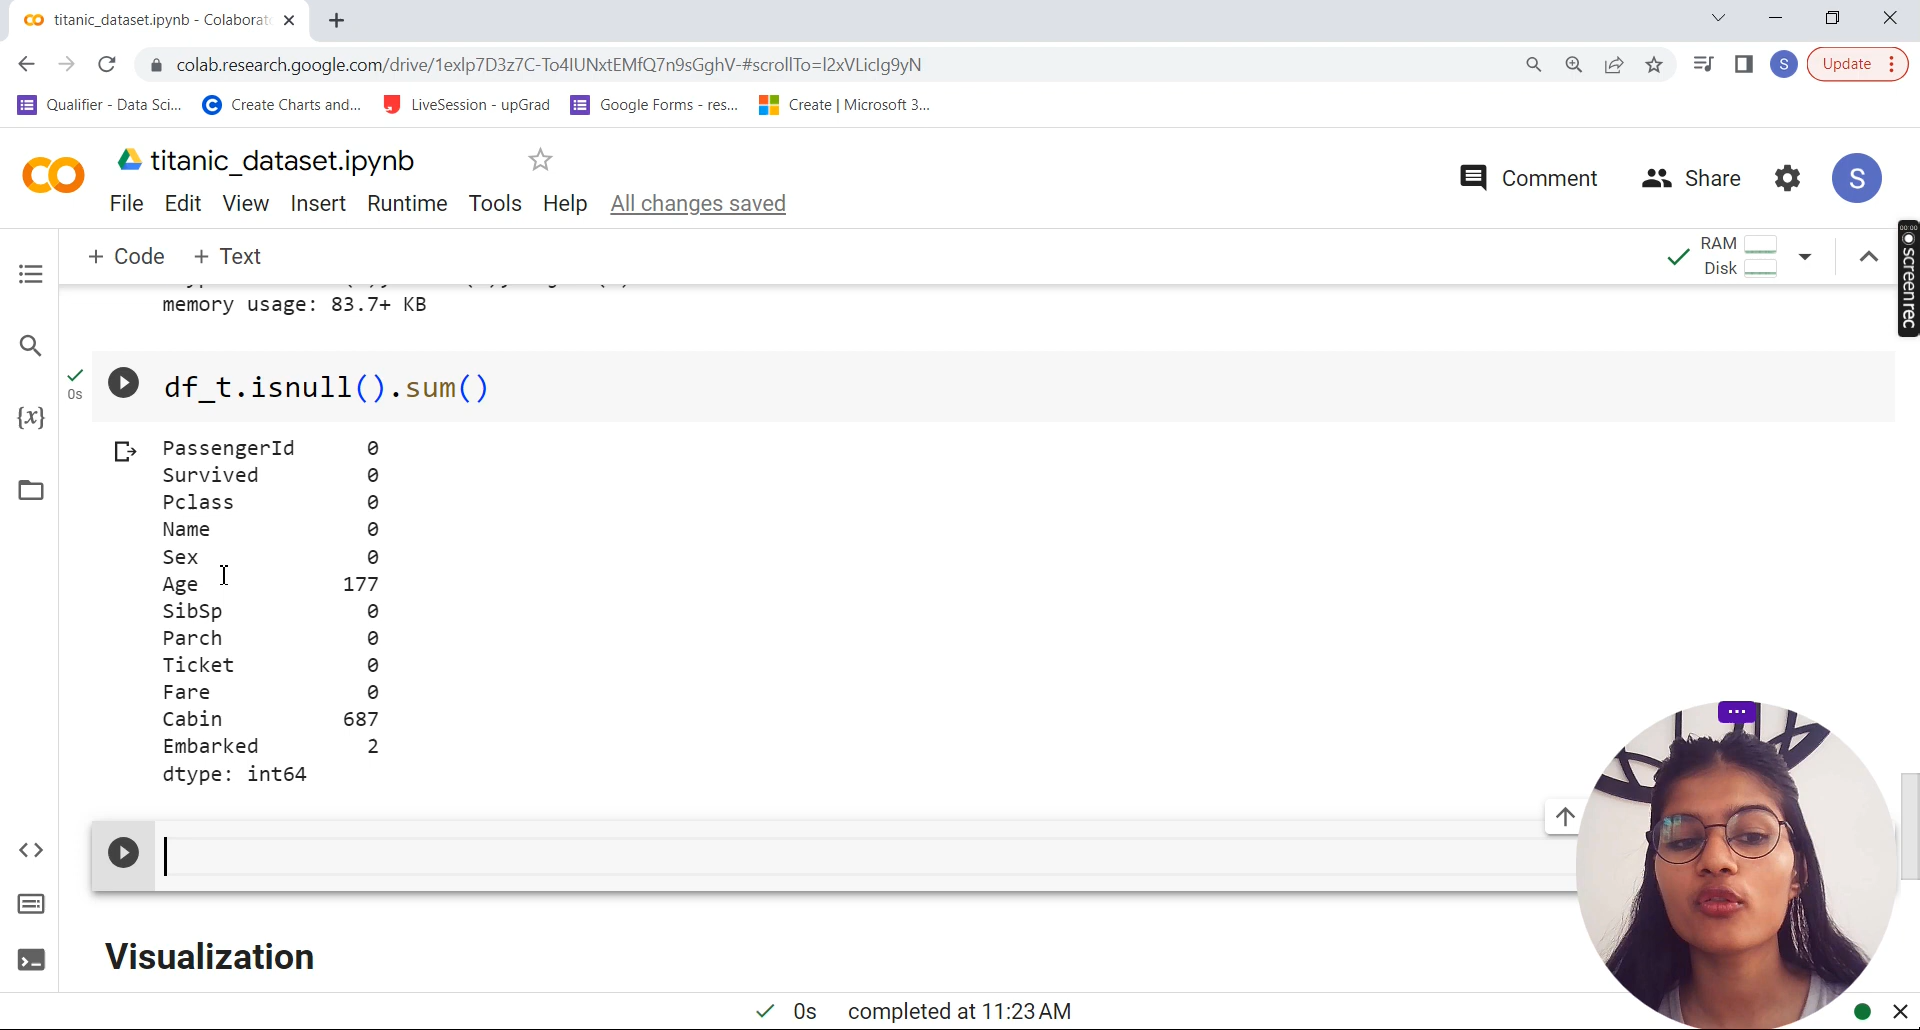 titanic_dataset.ipynb - Colaborat
colab.research.google.com/drive/1exlp7D3z7C-To4IUNxtEMfQ7n9sGghV-#scrollTo=l2xVLicIg9yN
S
Update
Qualifier - Data Sci...
Create Charts and...
LiveSession - upGrad
Google Forms - res...
Create | Microsoft 3...
titanic_dataset.ipynb
Comment
Share
S
File Edit View Insert Runtime Tools Help All changes saved
+ Code + Text
RAM
Disk
00:00
screenrec
memory usage: 83.7+ KB
0s
df_t.isnull().sum()
PassengerId 0
Survived 0
Pclass 0
Name 0
Sex 0
Age 177
SibSp 0
Parch 0
Ticket 0
Fare 0
Cabin 687
Embarked 2
dtype: int64
Visualization
0s completed at 11:23 AM